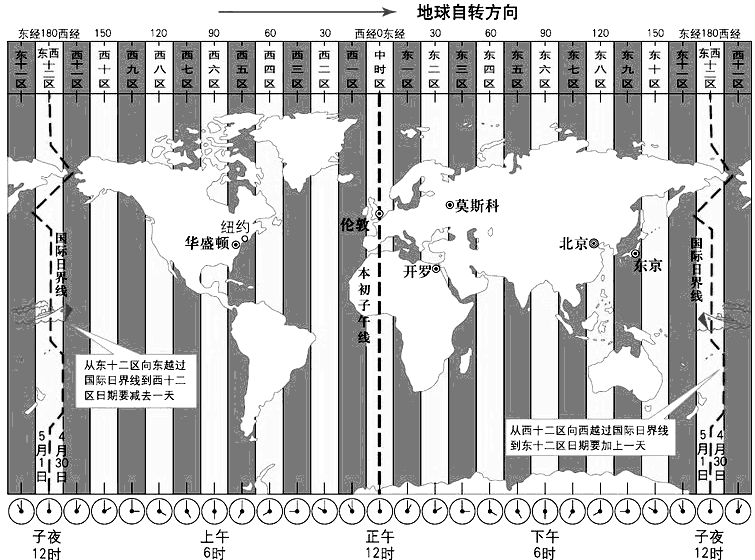 地球自转方向
东经180西经 150 120 90 60 30 西经0东经 30 60 90 120 150 东经180西经
东十一区 东西十二区 西十一区 西十区 西九区 西八区 西七区 西六区 西五区 西四区 西三区 西二区 西一区 中时区 东一区 东二区 东三区 东四区 东五区 东六区 东七区 东八区 东九区 东十区 东十一区 东西十二区 西十一区
莫斯科
伦敦
纽约
华盛顿
北京
东京
开罗
国际日界线
本初子午线
国际日界线
从东十二区向东越过
国际日界线到西十二
区日期要减去一天
从西十二区向西越过国际日界线
到东十二区日期要加上一天
5月1日
4月30日
5月1日
4月30日
子夜 上午 正午 下午 子夜
12时 6时 12时 6时 12时